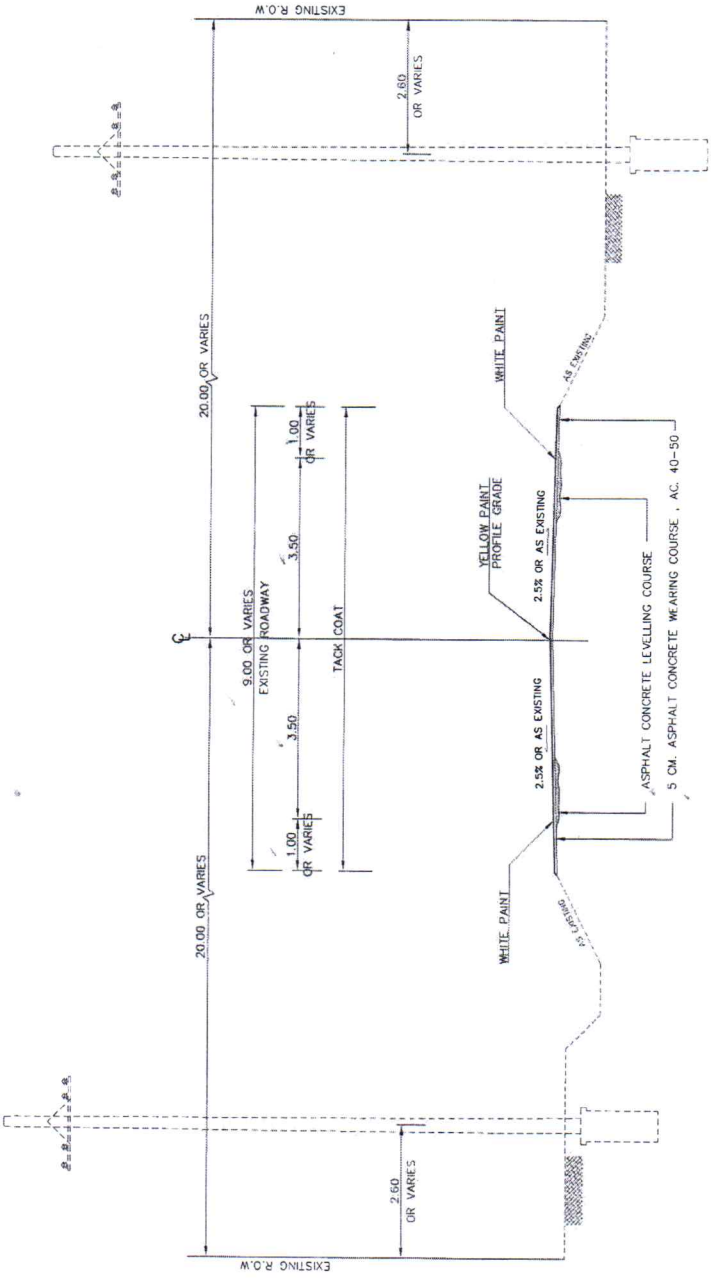 EXISTING R.O.W
EXISTING R.O.W
20.00 OR VARIES
20.00 OR VARIES
9.00 OR VARIES
EXISTING ROADWAY
1.00
OR VARIES
3.50
3.50
1.00
OR VARIES
TACK COAT
2.60
OR VARIES
2.60
OR VARIES
WHITE PAINT
YELLOW PAINT
PROFILE GRADE
WHITE PAINT
2.5% OR AS EXISTING
2.5% OR AS EXISTING
AS EXISTING
AS EXISTING
ASPHALT CONCRETE LEVELLING COURSE
5 CM. ASPHALT CONCRETE WEARING COURSE , AC. 40-50